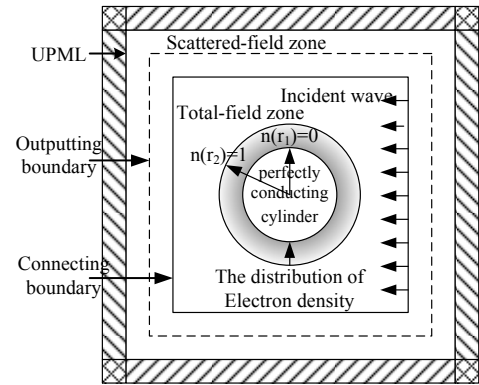 Scattered-field zone
UPML
Incident wave
Total-field zone
n(r₁)=0
Outputting
boundary
n(r₂)=1
perfectly
conducting
cylinder
Connecting
boundary
The distribution of
Electron density